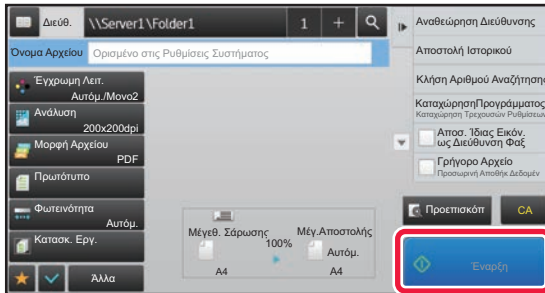 Διεύθ. \\Server1\Folder1 1 +
Όνομα Αρχείου Ορισμένο στις Ρυθμίσεις Συστήματος
Έγχρωμη Λειτ.
Αυτόμ./Μονο2
Ανάλυση
200x200dpi
Μορφή Αρχείου
PDF
Πρωτότυπο
Φωτεινότητα
Αυτόμ.
Κατασκ. Εργ.
Άλλα
Μέγεθ. Σάρωσης
100%
Μέγ.Αποστολής
Αυτόμ.
A4
A4
Αναθεώρηση Διεύθυνσης
Αποστολή Ιστορικού
Κλήση Αριθμού Αναζήτησης
ΚαταχώρησηΠρογράμματος
Καταχώρηση Τρεχουσών Ρυθμίσεων
Αποσ. Ίδιας Εικόν.
ως Διεύθυνση Φαξ
Γρήγορο Αρχείο
Προσωρινή Αποθήκ Δεδομέν
Προεπισκόπ
CA
Έναρξη